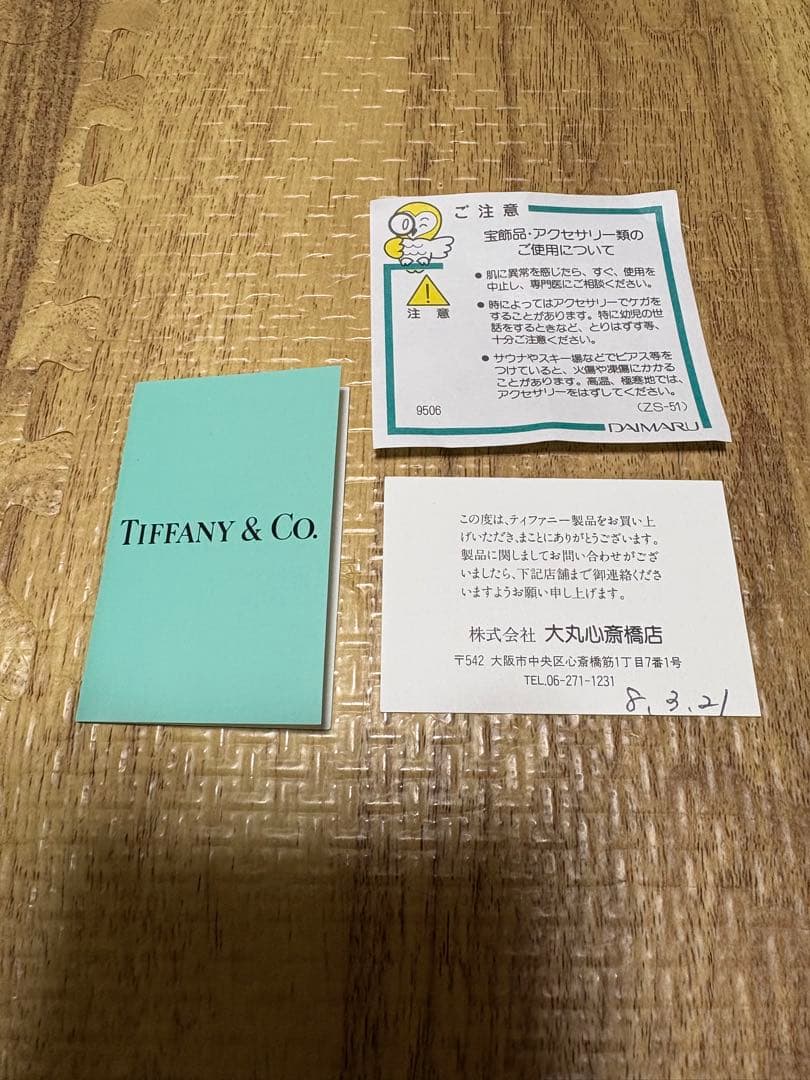 TIFFANY & CO.
ご注意
宝飾品・アクセサリー類の
ご使用について
● 肌に異常を感じたら、すぐ、使用を
中止し、専門医にご相談ください。
注意
● 時によってはアクセサリーでケガを
することがあります。特に幼児の世
話をするときなど、とりはずす等、
十分ご注意ください。
● サウナやスキー場などでピアス等を
つけていると、火傷や凍傷にかかる
ことがあります。高温、極寒地では、
アクセサリーをはずしてください。
9506
(ZS-51)
DAIMARU
この度は、ティファニー製品をお買い上
げいただき、まことにありがとうございます。
製品に関しましてお問い合わせがござ
いましたら、下記店舗まで御連絡くださ
いますようお願い申し上げます。
株式会社 大丸心斎橋店
〒542 大阪市中央区心斎橋筋1丁目7番1号
TEL.06-271-1231
8.3.21